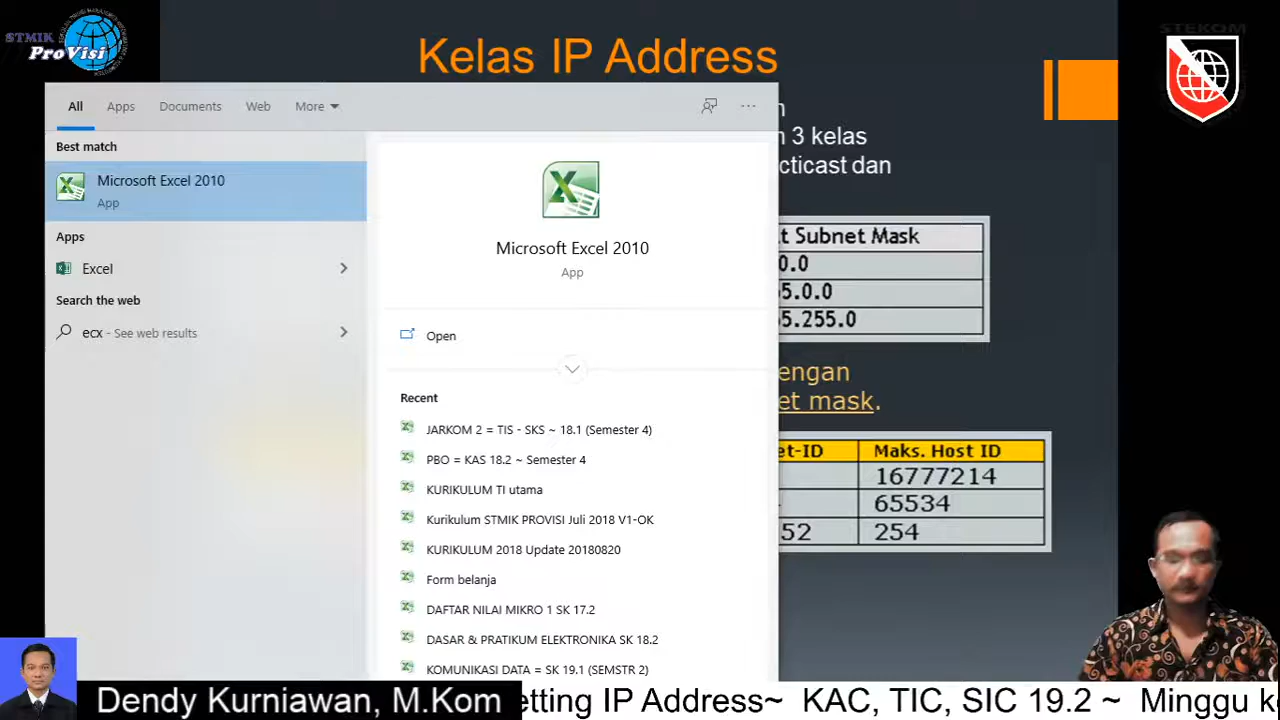 STMIK
ProVisi
STEKOM
Kelas IP Address
All
Apps
Documents
Web
More
Best match
Microsoft Excel 2010
App
Apps
Excel
Search the web
ecx - See web results
Microsoft Excel 2010
App
Open
Recent
JARKOM 2 = TIS - SKS ~ 18.1 (Semester 4)
PBO = KAS 18.2 ~ Semester 4
KURIKULUM TI utama
Kurikulum STMIK PROVISI Juli 2018 V1-OK
KURIKULUM 2018 Update 20180820
Form belanja
DAFTAR NILAI MIKRO 1 SK 17.2
DASAR & PRATIKUM ELEKTRONIKA SK 18.2
KOMUNIKASI DATA = SK 19.1 (SEMSTR 2)
n
n 3 kelas
cticast dan
t Subnet Mask
0.0
5.0.0
5.255.0
engan
et mask.
et-ID Maks. Host ID
16777214
65534
52 254
Dendy Kurniawan, M.Kom
etting IP Address~ KAC, TIC, SIC 19.2 ~ Minggu k